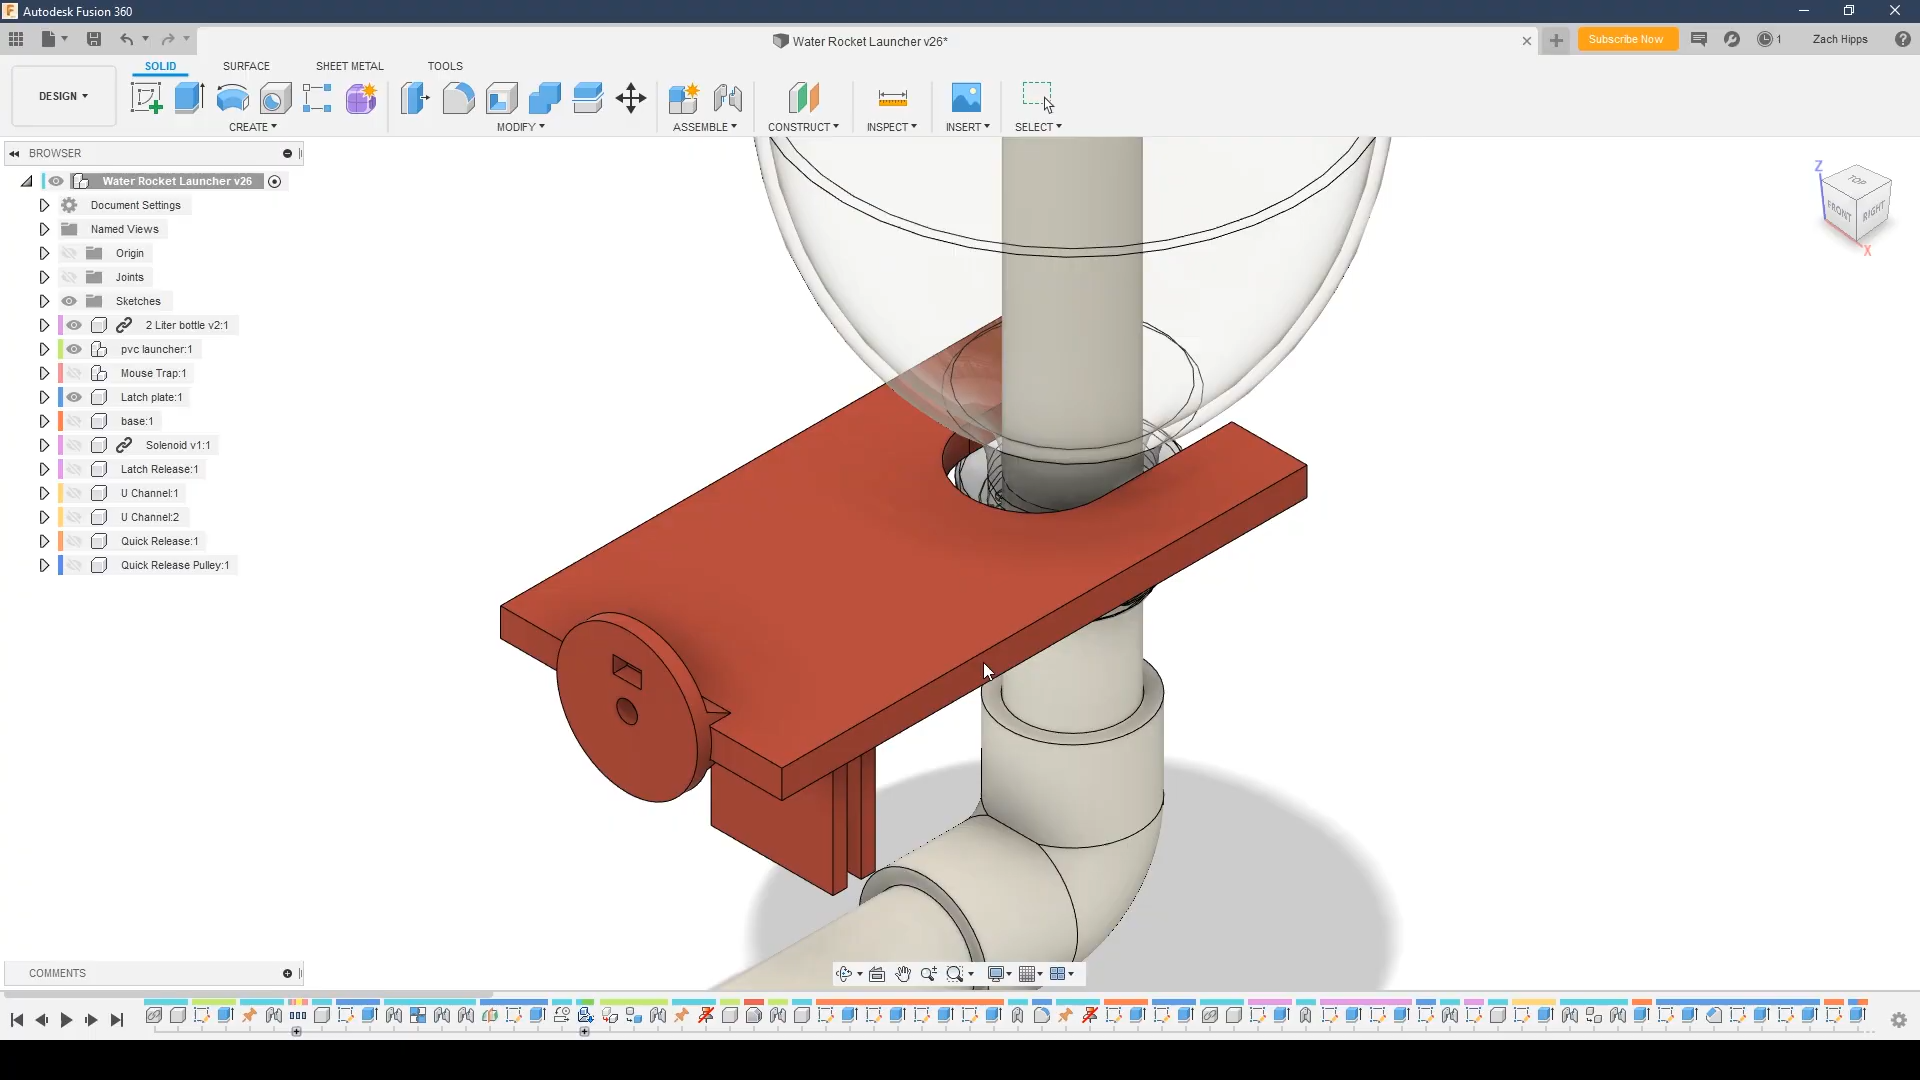 Autodesk Fusion 360
Water Rocket Launcher v26*
Subscribe Now
1
Zach Hipps
DESIGN
SOLID
SURFACE
SHEET METAL
TOOLS
CREATE
MODIFY
ASSEMBLE
CONSTRUCT
INSPECT
INSERT
SELECT
BROWSER
Water Rocket Launcher v26
Document Settings
Named Views
Origin
Joints
Sketches
2 Liter bottle v2:1
pvc launcher:1
Mouse Trap:1
Latch plate:1
base:1
Solenoid v1:1
Latch Release:1
U Channel:1
U Channel:2
Quick Release:1
Quick Release Pulley:1
Z
TOP
FRONT
RIGHT
X
COMMENTS